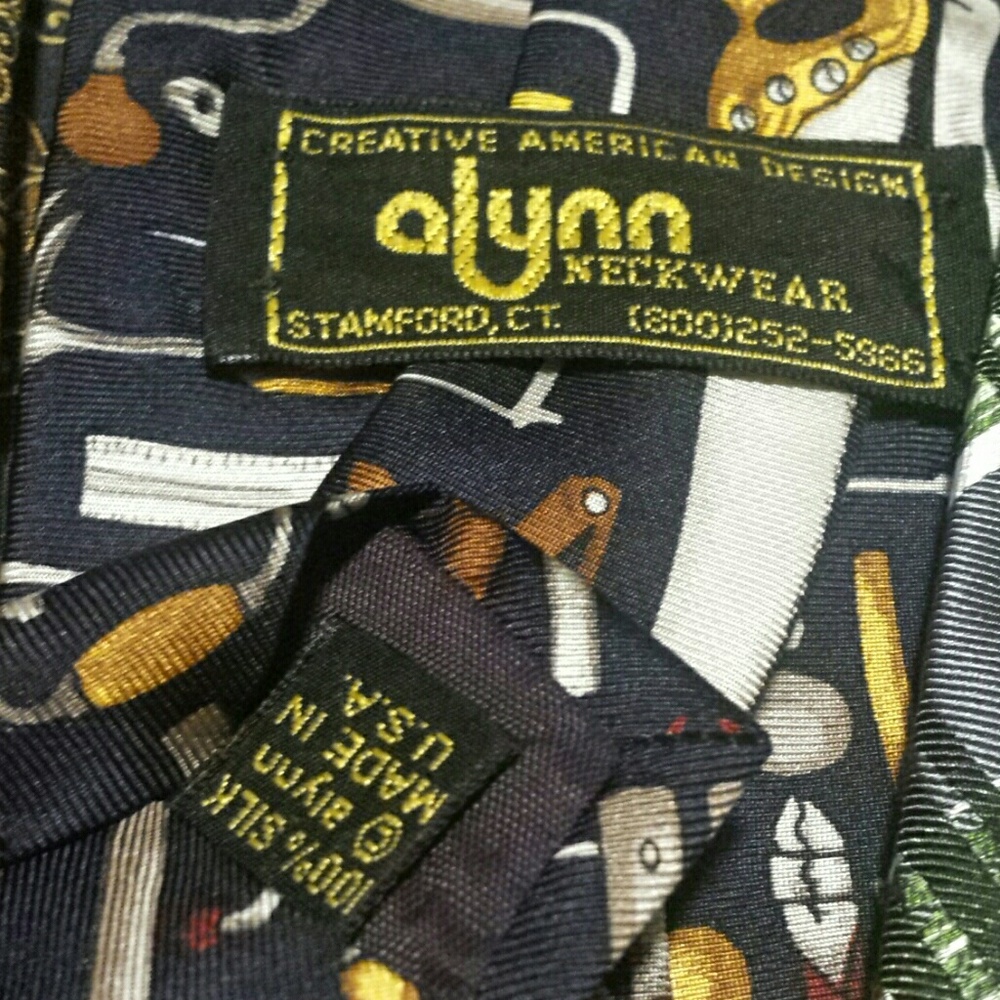 CREATIVE AMERICAN DESIGN
alynn
NECKWEAR
STAMFORD, CT. (800)252-5966
100% SILK
© alynn
MADE IN
U.S.A.